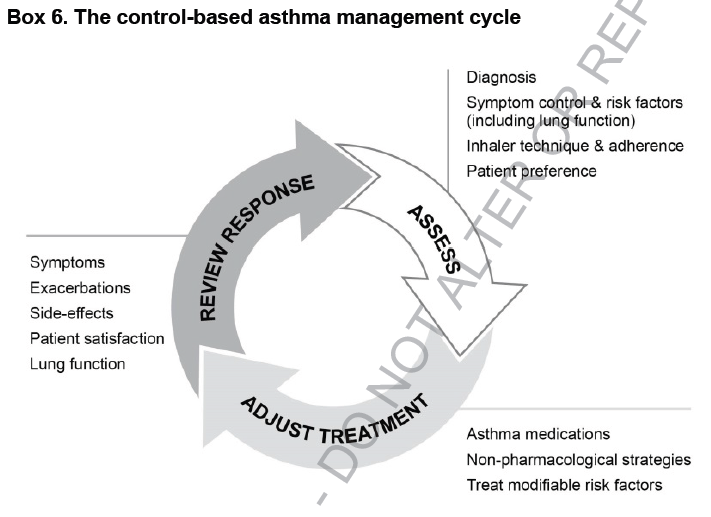 Box 6. The control-based asthma management cycle
Diagnosis
Symptom control & risk factors
(including lung function)
Inhaler technique & adherence
Patient preference
REVIEW RESPONSE
ASSESS
Symptoms
Exacerbations
Side-effects
Patient satisfaction
Lung function
ADJUST TREATMENT
Asthma medications
Non-pharmacological strategies
Treat modifiable risk factors
- DO NOT ALTER OR